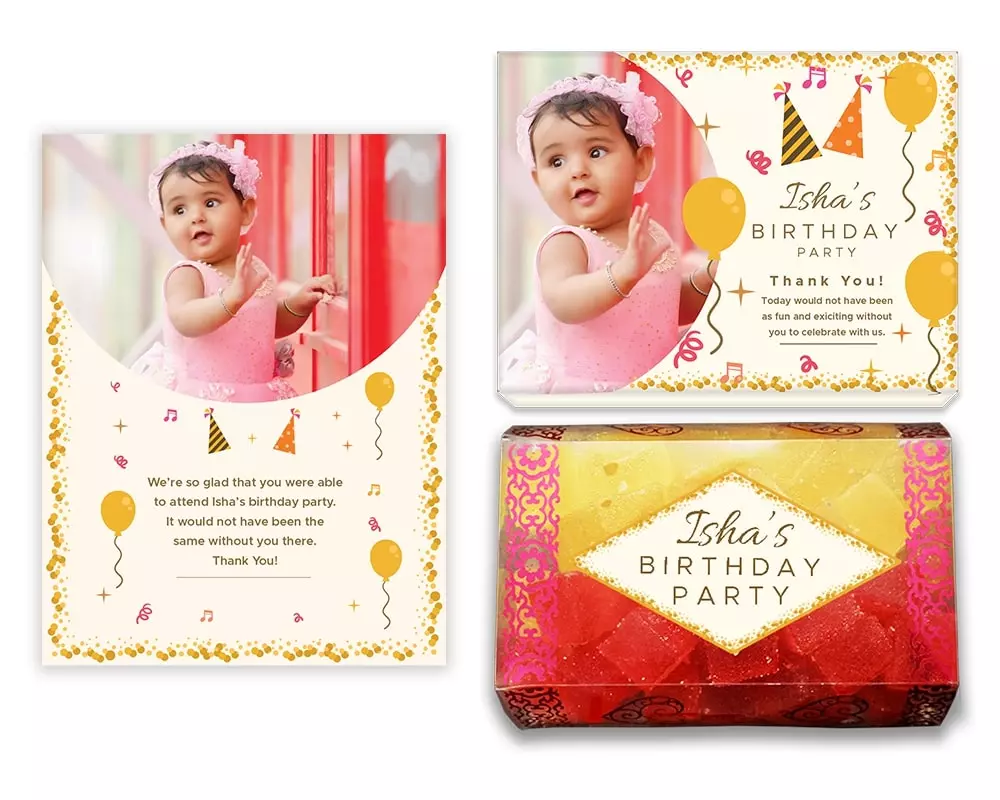 We're so glad that you were able
to attend Isha's birthday party.
It would not have been the
same without you there.
Thank You!
Isha's
BIRTHDAY
PARTY
Thank You!
Today would not have been
as fun and exiciting without
you to celebrate with us.
Isha's
BIRTHDAY
PARTY